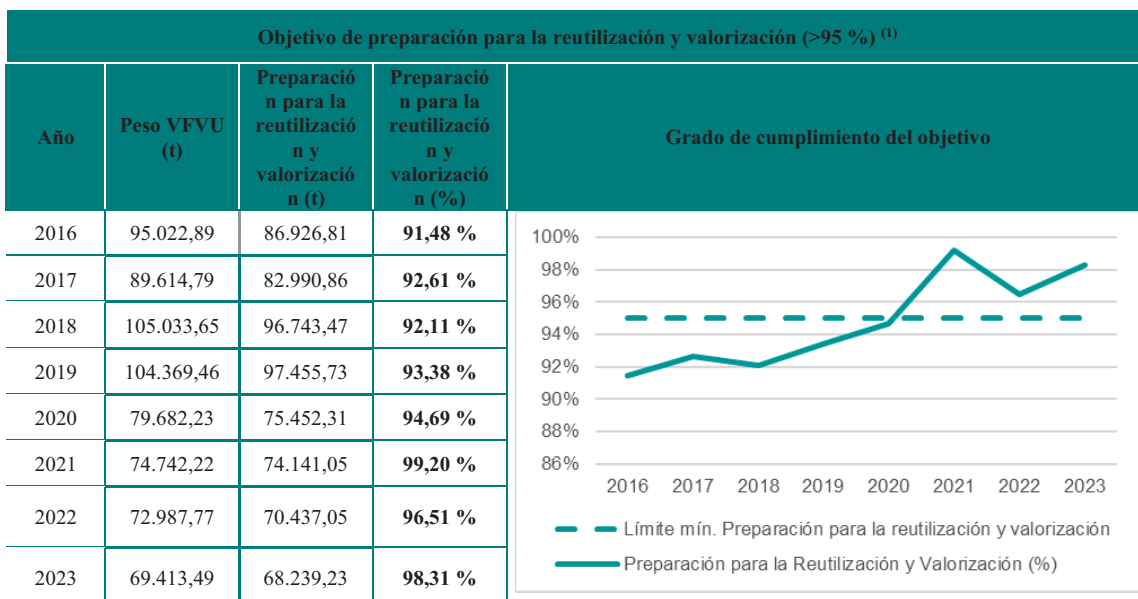 Objetivo de preparación para la reutilización y valorización (>95 %) (1)
Año
Peso VFVU
(t)
Preparació
n para la
reutilizació
n y
valorizació
n (t)
Preparació
n para la
reutilizació
n y
valorizació
n (%)
Grado de cumplimiento del objetivo
2016 95.022,89 86.926,81 91,48 %
2017 89.614,79 82.990,86 92,61 %
2018 105.033,65 96.743,47 92,11 %
2019 104.369,46 97.455,73 93,38 %
2020 79.682,23 75.452,31 94,69 %
2021 74.742,22 74.141,05 99,20 %
2022 72.987,77 70.437,05 96,51 %
2023 69.413,49 68.239,23 98,31 %
100%
98%
96%
94%
92%
90%
88%
86%
2016 2017 2018 2019 2020 2021 2022 2023
Límite mín. Preparación para la reutilización y valorización
Preparación para la Reutilización y Valorización (%)